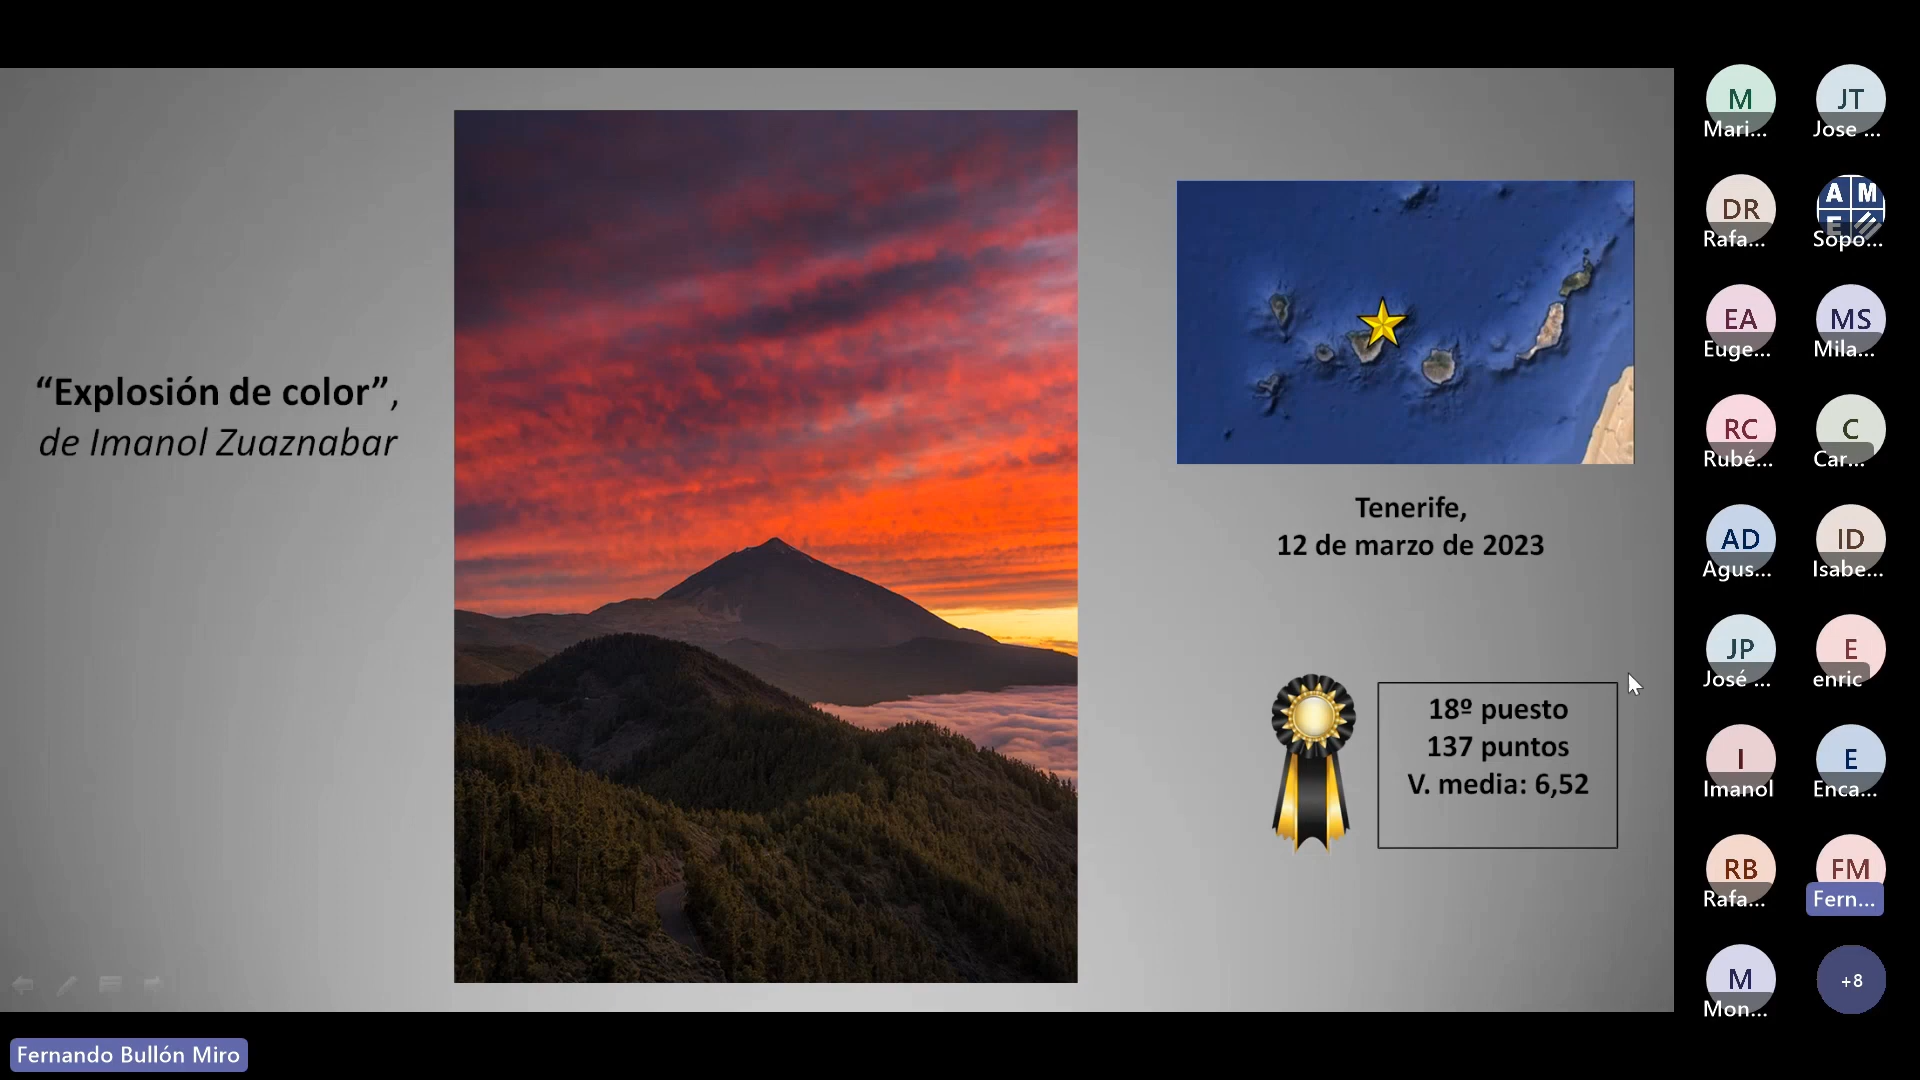 “Explosión de color”,
de Imanol Zuaznabar
Tenerife,
12 de marzo de 2023
18º puesto
137 puntos
V. media: 6,52
M
Mari...
JT
Jose ...
DR
Rafa...
A M
E
Sopo...
EA
Euge...
MS
Mila...
RC
Rubé...
C
Car...
AD
Agus...
ID
Isabe...
JP
José ...
E
enric
I
Imanol
E
Enca...
RB
Rafa...
FM
Fern...
M
Mon...
+8
Fernando Bullón Miro